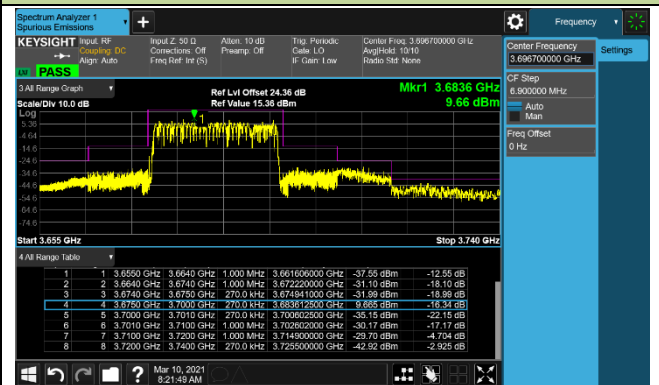 Spectrum Analyzer 1
Spurious Emissions
Frequency
KEYSIGHT
Input: RF
Coupling: DC
Align: Auto
Input Z: 50 Ω
Corrections: Off
Freq Ref: Int (S)
Atten: 10 dB
Preamp: Off
Trig: Periodic
Gate: LO
IF Gain: Low
Center Freq: 3.696700000 GHz
Avg|Hold: 10/10
Radio Std: None
PASS
Center Frequency
3.696700000 GHz
Settings
CF Step
6.900000 MHz
Auto
Man
Freq Offset
0 Hz
3 All Range Graph
Scale/Div 10.0 dB
Ref Lvl Offset 24.36 dB
Ref Value 15.36 dBm
Mkr1 3.6836 GHz
9.66 dBm
Log
1
5.36
-4.64
-14.6
-24.6
-34.6
-44.6
-54.6
-64.6
-74.6
Start 3.655 GHz
Stop 3.740 GHz
4 All Range Table
1 1 3.6550 GHz 3.6640 GHz 1.000 MHz 3.661606000 GHz -37.55 dBm -12.55 dB
2 2 3.6640 GHz 3.6740 GHz 1.000 MHz 3.672220000 GHz -31.10 dBm -18.10 dB
3 3 3.6740 GHz 3.6750 GHz 270.0 kHz 3.674941000 GHz -31.99 dBm -18.99 dB
4 4 3.6750 GHz 3.7000 GHz 270.0 kHz 3.683612500 GHz 9.665 dBm -16.34 dB
5 5 3.7000 GHz 3.7010 GHz 270.0 kHz 3.700602500 GHz -35.15 dBm -22.15 dB
6 6 3.7010 GHz 3.7100 GHz 1.000 MHz 3.702602000 GHz -30.17 dBm -17.17 dB
7 7 3.7100 GHz 3.7200 GHz 1.000 MHz 3.714900000 GHz -29.70 dBm -4.704 dB
8 8 3.7200 GHz 3.7400 GHz 270.0 kHz 3.725500000 GHz -42.92 dBm -2.925 dB
?
Mar 10, 2021
8:21:49 AM